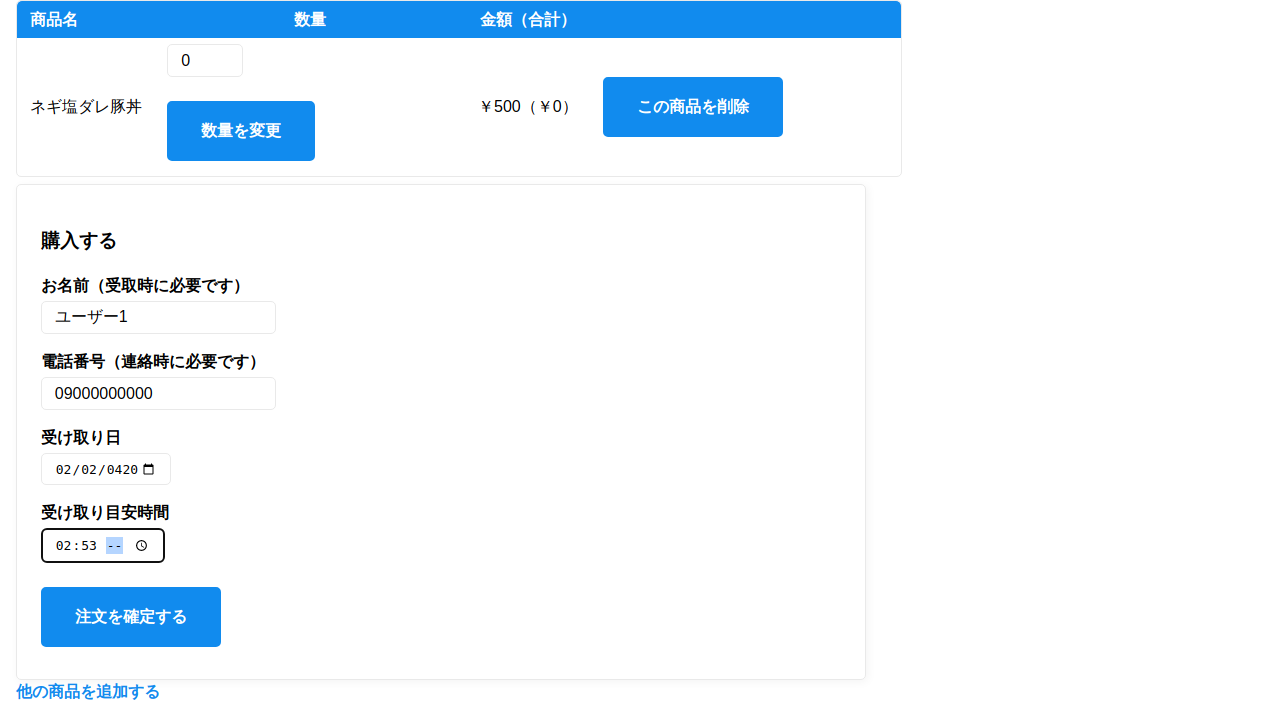 商品名 数量 金額（合計）
0
ネギ塩ダレ豚丼 ￥500（￥0） この商品を削除
数量を変更
購入する
お名前（受取時に必要です）
ユーザー1
電話番号（連絡時に必要です）
09000000000
受け取り日
02/02/0420
受け取り目安時間
02:53 --
注文を確定する
他の商品を追加する